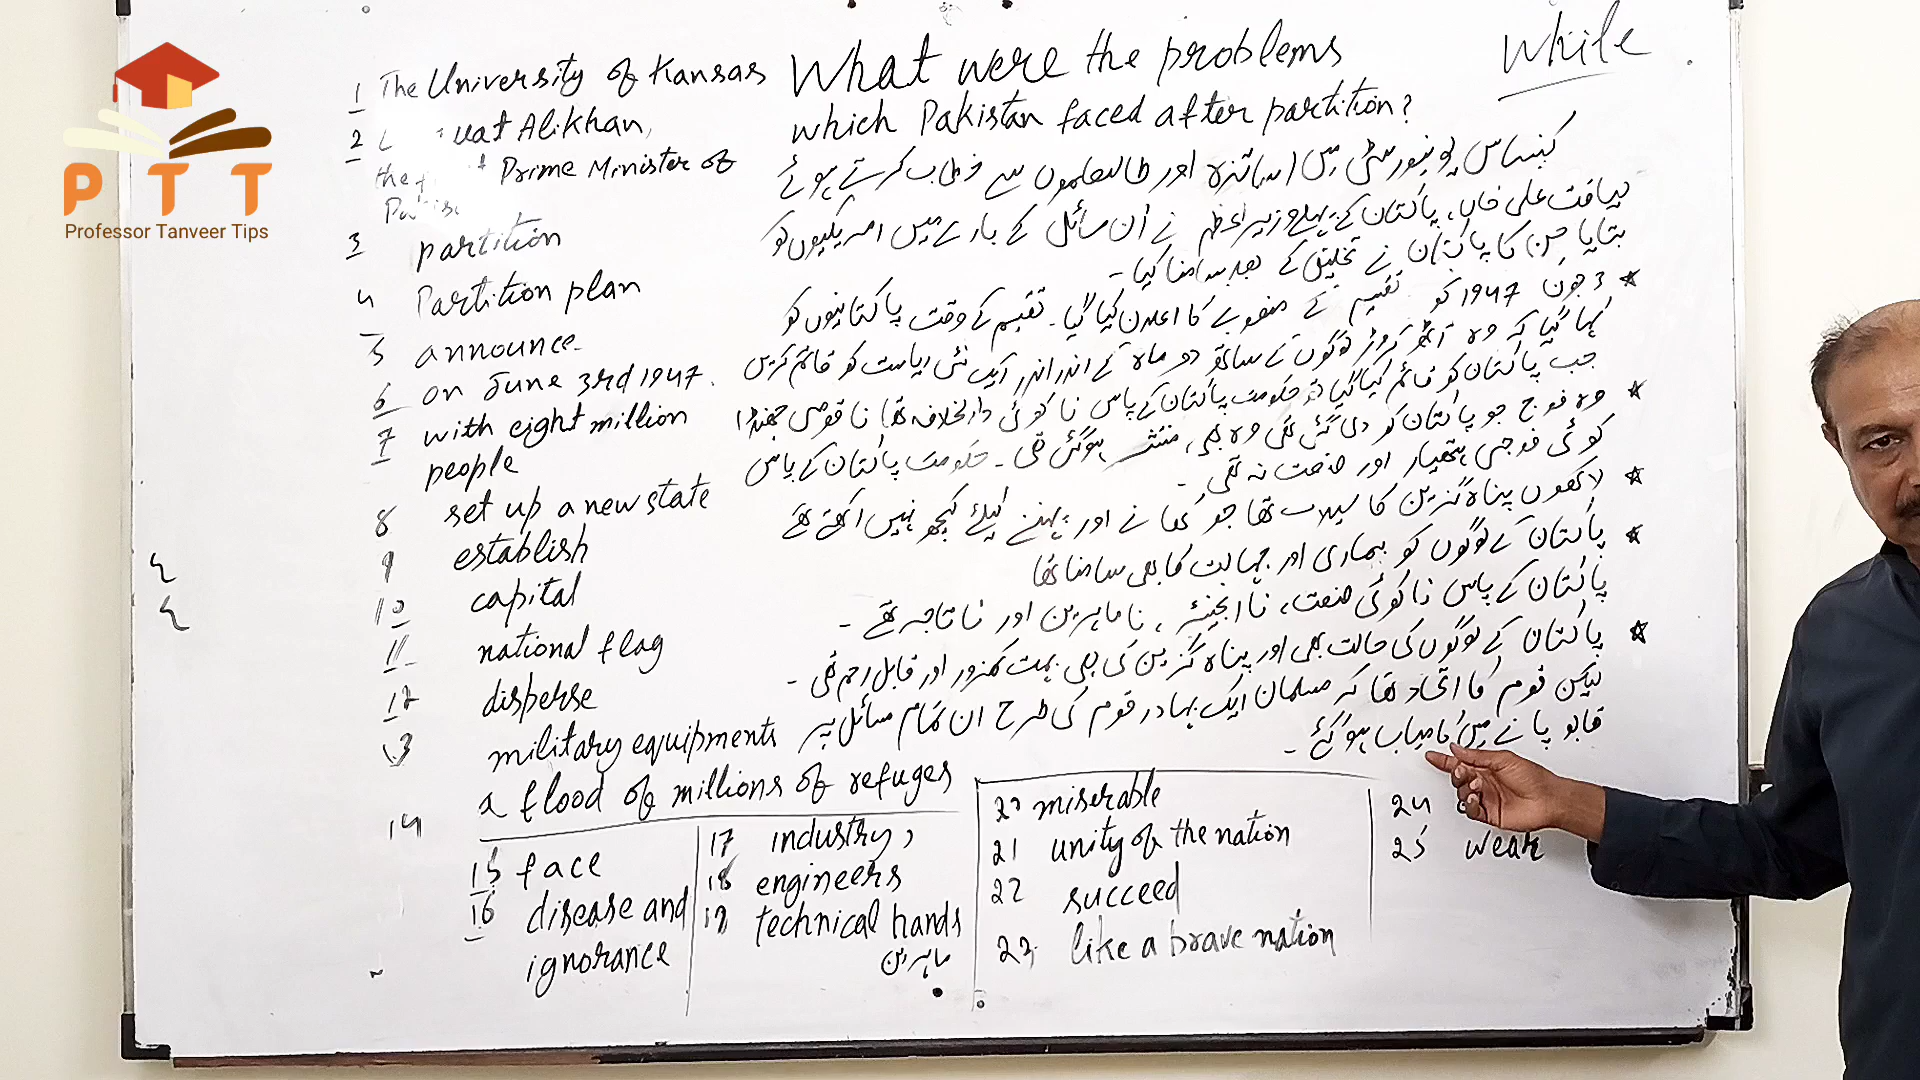 PTT
Professor Tanveer Tips
What were the problems
which Pakistan faced after partition?
While
کینساس یونیورسٹی میں اساتذہ اور طالبعلموں سے خطاب کرتے ہوئے
لیاقت علی خاں، پاکستان کے پہلے وزیراعظم نے ان مسائل کے بارے میں امریکیوں کو
بتایا جن کا پاکستان نے تخلیق کے بعد سامنا کیا -
3 جون 1947 کو تقسیم کے منصوبے کا اعلان کیا گیا - تقسیم کے وقت پاکستانیوں کو
کہا گیا کہ وہ آٹھ کروڑ لوگوں کے ساتھ دو ماہ کے اندر اندر ایک نئی ریاست کو قائم کریں
جب پاکستان کو قائم کیا گیا تو حکومت پاکستان کے پاس نا کوئی دارلخلافہ تھا نا قومی جھنڈا
وہ فوج جو پاکستان کو دی گئی تھی وہ بھی منتشر ہوگئی تھی - حکومت پاکستان کے پاس
کوئی فوجی ہتھیار اور صنعت نہ تھی -
لاکھوں پناہ گزین کا سیلاب تھا جو کھانے اور پہننے کیلئے کچھ نہیں رکھتے تھے
پاکستان کے لوگوں کو بیماری اور جہالت کا بھی سامنا تھا
پاکستان کے پاس نا کوئی صنعت، نا انجینئر، نا ماہرین اور نا تاجر تھے -
پاکستان کے لوگوں کی حالت بھی اور پناہ گزین کی بھی بہت کمزور اور قابل رحم تھی -
لیکن قوم کا اتحاد تھا کہ مسلمان ایک بہادر قوم کی طرح ان تمام مسائل پر
قابو پانے میں کامیاب ہوگئے -
1 The University of Kansas
2 Ali Khan,
the Prime Minister of
3 partition
4 Partition plan
5 announce
6 on June 3rd 1947.
7 with eight million
people
8 set up a new state
9 establish
10 capital
11 national flag
12 disperse
13 military equipments
14 a flood of millions of refuges
15 face
16 disease and
ignorance
17 industry,
18 engineers
19 technical hands
ماہرین
20 miserable
21 unity of the nation
22 succeed
23 like a brave nation
24
25 weak